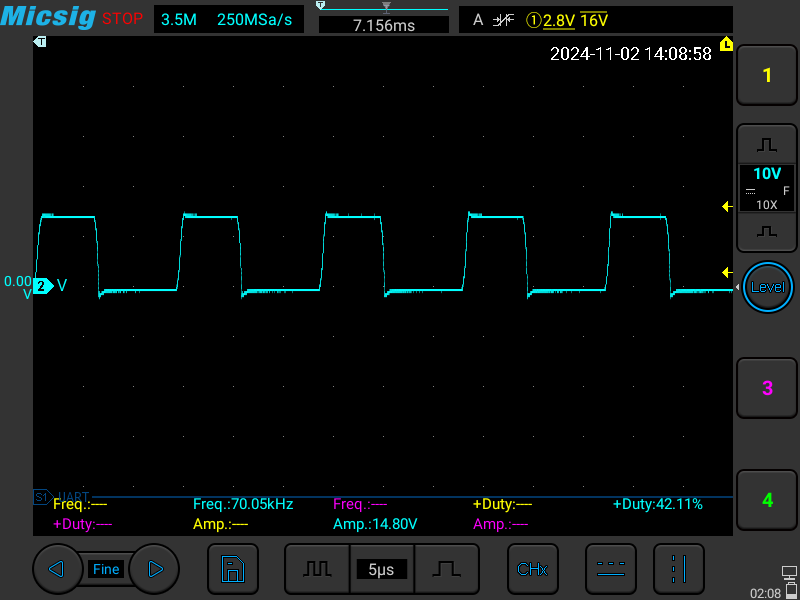 Micsig STOP 3.5M 250MSa/s T 7.156ms A 1 2.8V 16V
T 2024-11-02 14:08:58 L
1
10V
F
10X
0.00 V
2 V
Level
3
S1 UART
Freq.:---- Freq.:70.05kHz Freq.:---- +Duty:---- +Duty:42.11%
+Duty:---- Amp.:---- Amp.:14.80V Amp.:----
4
Fine 5µs CHx
02:08